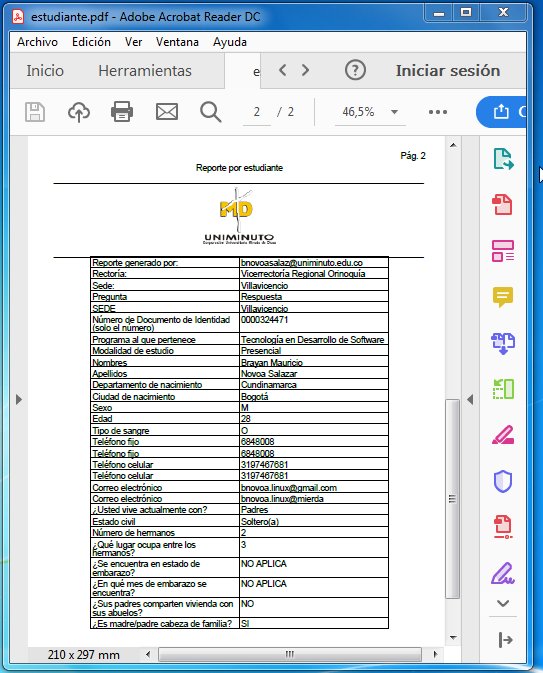 estudiante.pdf - Adobe Acrobat Reader DC
Archivo Edición Ver Ventana Ayuda
Inicio Herramientas e Iniciar sesión
2 / 2 46,5% C
Pág. 2
Reporte por estudiante
MD
UNIMINUTO
Corporación Universitaria Minuto de Dios
Reporte generado por: bnovoasalaz@uniminuto.edu.co
Rectoría: Vicerrectoría Regional Orinoquía
Sede: Villavicencio
Pregunta Respuesta
SEDE Villavicencio
Número de Documento de Identidad 0000324471
(solo el número)
Programa al que pertenece Tecnología en Desarrollo de Software
Modalidad de estudio Presencial
Nombres Brayan Mauricio
Apellidos Novoa Salazar
Departamento de nacimiento Cundinamarca
Ciudad de nacimiento Bogotá
Sexo M
Edad 28
Tipo de sangre O
Teléfono fijo 6848008
Teléfono fijo 6848008
Teléfono celular 3197467681
Teléfono celular 3197467681
Correo electrónico bnovoa.linux@gmail.com
Correo electrónico bnovoa.linux@mierda
¿Usted vive actualmente con? Padres
Estado civil Soltero(a)
Número de hermanos 2
¿Qué lugar ocupa entre los 3
hermanos?
¿Se encuentra en estado de NO APLICA
embarazo?
¿En qué mes de embarazo se NO APLICA
encuentra?
¿Sus padres comparten vivienda con NO
sus abuelos?
¿Es madre/padre cabeza de familia? SI
210 x 297 mm